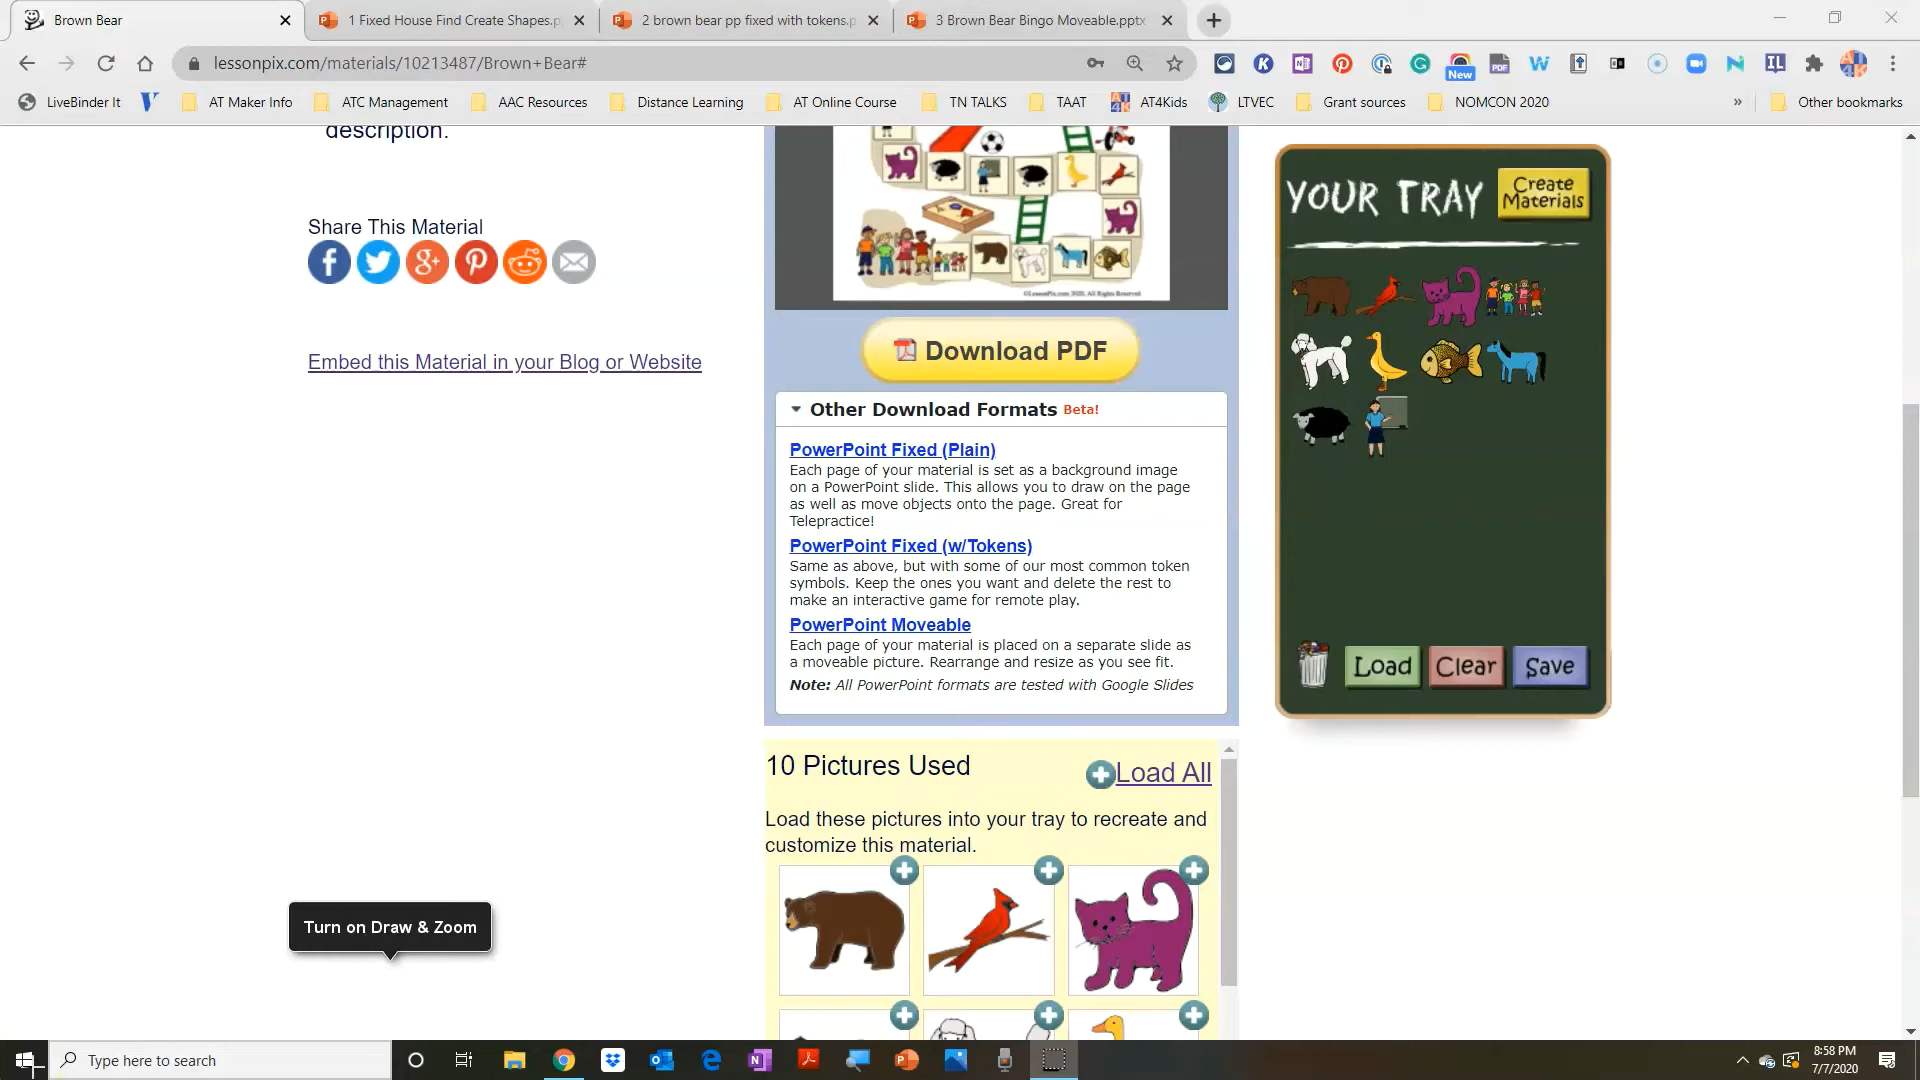 Brown Bear
1 Fixed House Find Create Shapes.p
2 brown bear pp fixed with tokens.p
3 Brown Bear Bingo Moveable.pptx
lessonpix.com/materials/10213487/Brown+Bear#
New
LiveBinder It
AT Maker Info
ATC Management
AAC Resources
Distance Learning
AT Online Course
TN TALKS
TAAT
AT4Kids
LTVEC
Grant sources
NOMCON 2020
»
Other bookmarks
description.
Share This Material
Embed this Material in your Blog or Website
©LessonPix.com 2020. All Rights Reserved
Download PDF
Other Download Formats Beta!
PowerPoint Fixed (Plain)
Each page of your material is set as a background image
on a PowerPoint slide. This allows you to draw on the page
as well as move objects onto the page. Great for
Telepractice!
PowerPoint Fixed (w/Tokens)
Same as above, but with some of our most common token
symbols. Keep the ones you want and delete the rest to
make an interactive game for remote play.
PowerPoint Moveable
Each page of your material is placed on a separate slide as
a moveable picture. Rearrange and resize as you see fit.
Note: All PowerPoint formats are tested with Google Slides
10 Pictures Used
Load All
Load these pictures into your tray to recreate and
customize this material.
YOUR TRAY
Create
Materials
Load
Clear
Save
Turn on Draw & Zoom
Type here to search
8:58 PM
7/7/2020